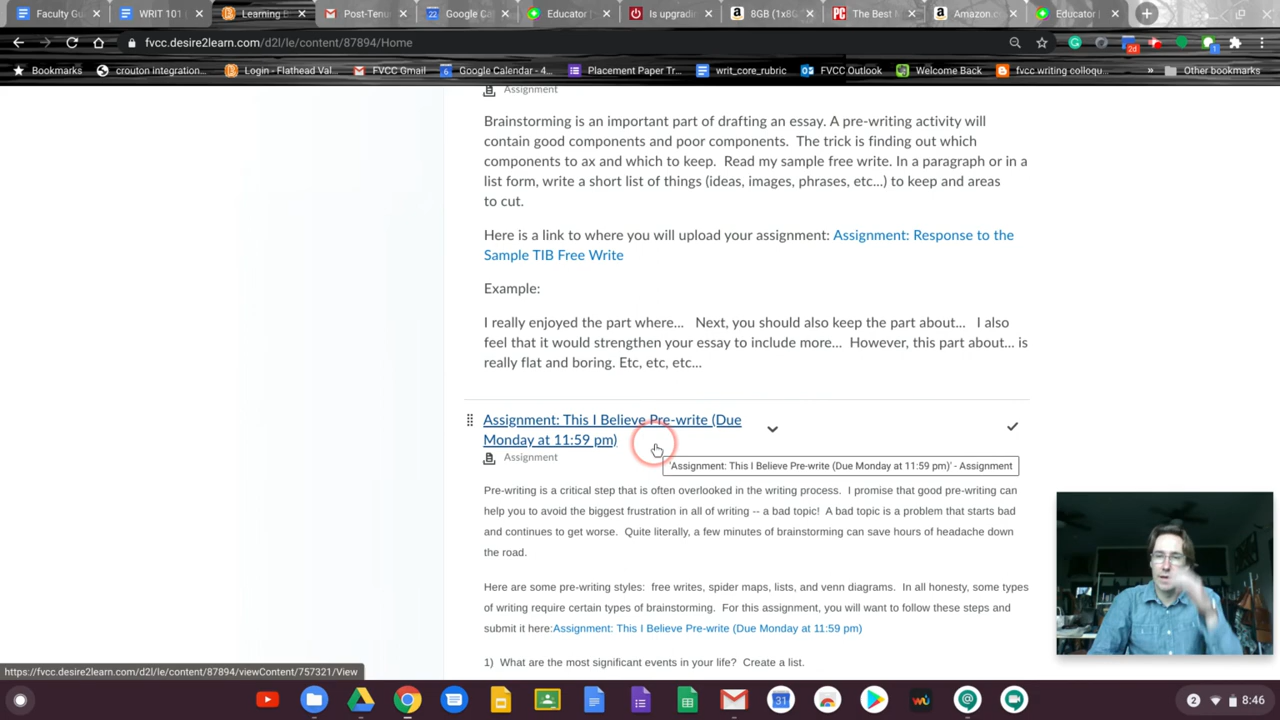 Faculty Gu
WRIT 101
Learning E
Post-Tenu
Google C
Educator
Is upgradi
8GB (1x8G
The Best
Amazon.c
Educator
fvcc.desire2learn.com/d2l/le/content/87894/Home
2d
1
Bookmarks
crouton integration...
Login - Flathead Val...
FVCC Gmail
Google Calendar - 4...
Placement Paper Tr...
writ_core_rubric
FVCC Outlook
Welcome Back
fvcc writing colloqu...
»
Other bookmarks
Assignment
Brainstorming is an important part of drafting an essay. A pre-writing activity will
contain good components and poor components. The trick is finding out which
components to ax and which to keep. Read my sample free write. In a paragraph or in a
list form, write a short list of things (ideas, images, phrases, etc...) to keep and areas
to cut.
Here is a link to where you will upload your assignment: Assignment: Response to the
Sample TIB Free Write
Example:
I really enjoyed the part where... Next, you should also keep the part about... I also
feel that it would strengthen your essay to include more... However, this part about... is
really flat and boring. Etc, etc, etc...
Assignment: This I Believe Pre-write (Due
Monday at 11:59 pm)
Assignment
'Assignment: This I Believe Pre-write (Due Monday at 11:59 pm)' - Assignment
Pre-writing is a critical step that is often overlooked in the writing process. I promise that good pre-writing can
help you to avoid the biggest frustration in all of writing -- a bad topic! A bad topic is a problem that starts bad
and continues to get worse. Quite literally, a few minutes of brainstorming can save hours of headache down
the road.
Here are some pre-writing styles: free writes, spider maps, lists, and venn diagrams. In all honesty, some types
of writing require certain types of brainstorming. For this assignment, you will want to follow these steps and
submit it here:Assignment: This I Believe Pre-write (Due Monday at 11:59 pm)
1) What are the most significant events in your life? Create a list.
https://fvcc.desire2learn.com/d2l/le/content/87894/viewContent/757321/View
31
2
8:46